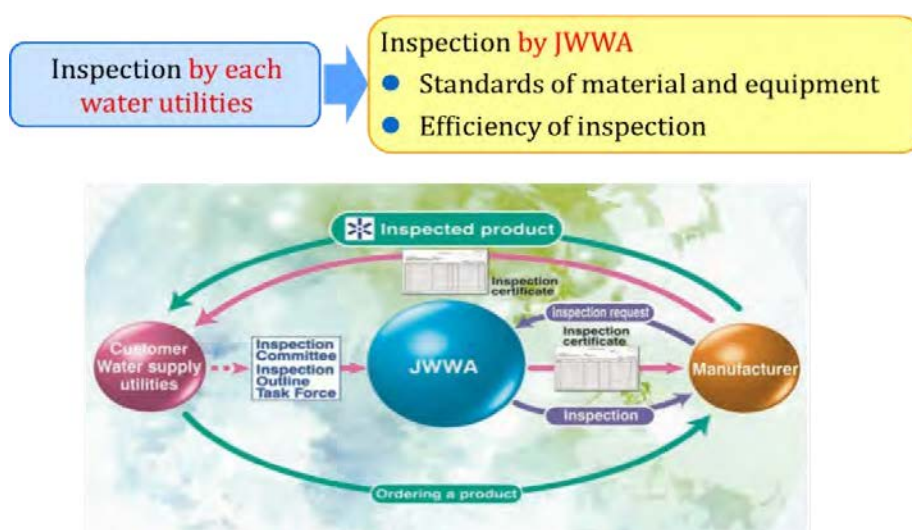 Inspection by each
water utilities
Inspection by JWWA
● Standards of material and equipment
● Efficiency of inspection
Inspected product
Inspection
certificate
Inspection request
Inspection
certificate
Customer
Water supply
utilities
Inspection
Committee
Inspection
Outline
Task Force
JWWA
Manufacturer
Inspection
Ordering a product